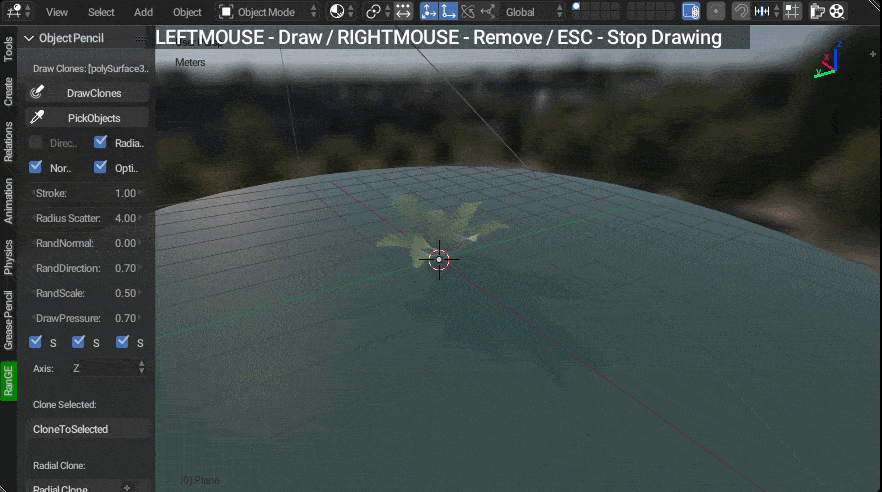 View Select Add Object Object Mode Global
Object Pencil
LEFTMOUSE - Draw / RIGHTMOUSE - Remove / ESC - Stop Drawing
Meters
Draw Clones: [polySurface3..
DrawClones
PickObjects
Direc.. Radia..
Nor.. Opti..
Stroke: 1.00
Radius Scatter: 4.00
RandNormal: 0.00
RandDirection: 0.70
RandScale: 0.50
DrawPressure: 0.70
S S S
Axis: Z
Clone Selected:
CloneToSelected
Radial Clone:
Radial Clone
Tools
Create
Relations
Animation
Physics
Grease Pencil
RanGE
(0) Plane
Z
X
Y